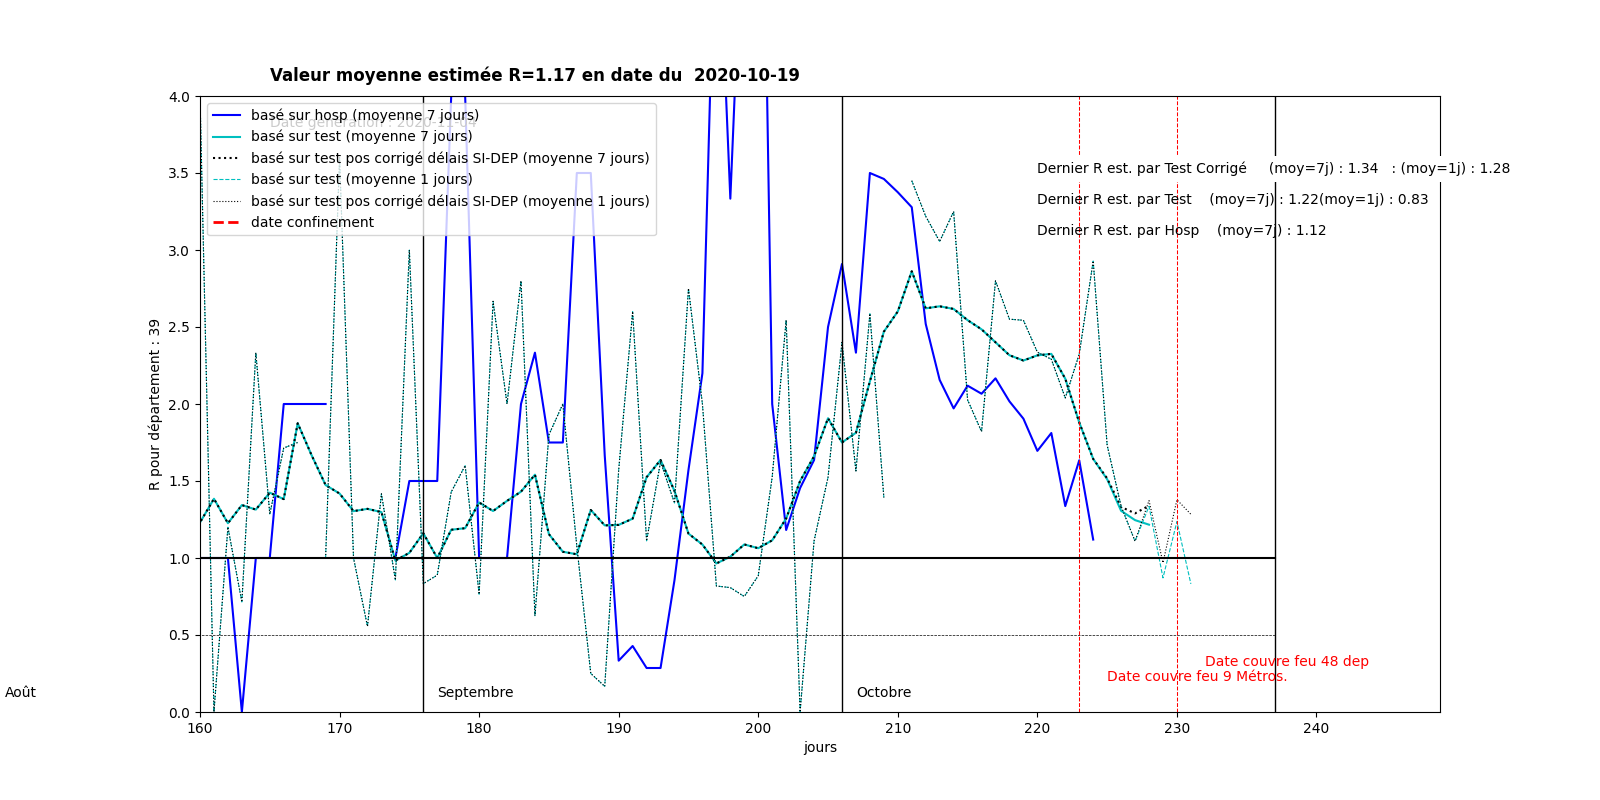 Valeur moyenne estimée R=1.17 en date du  2020-10-19
basé sur hosp (moyenne 7 jours)
Date génération : 2020-11-04
basé sur test (moyenne 7 jours)
basé sur test pos corrigé délais SI-DEP (moyenne 7 jours)
basé sur test (moyenne 1 jours)
basé sur test pos corrigé délais SI-DEP (moyenne 1 jours)
date confinement
Dernier R est. par Test Corrigé     (moy=7j) : 1.34   : (moy=1j) : 1.28
Dernier R est. par Test    (moy=7j) : 1.22(moy=1j) : 0.83
Dernier R est. par Hosp    (moy=7j) : 1.12
R pour département : 39
4.0
3.5
3.0
2.5
2.0
1.5
1.0
0.5
0.0
Date couvre feu 48 dep
Date couvre feu 9 Métros.
Août
Septembre
Octobre
160 170 180 190 200 210 220 230 240
jours